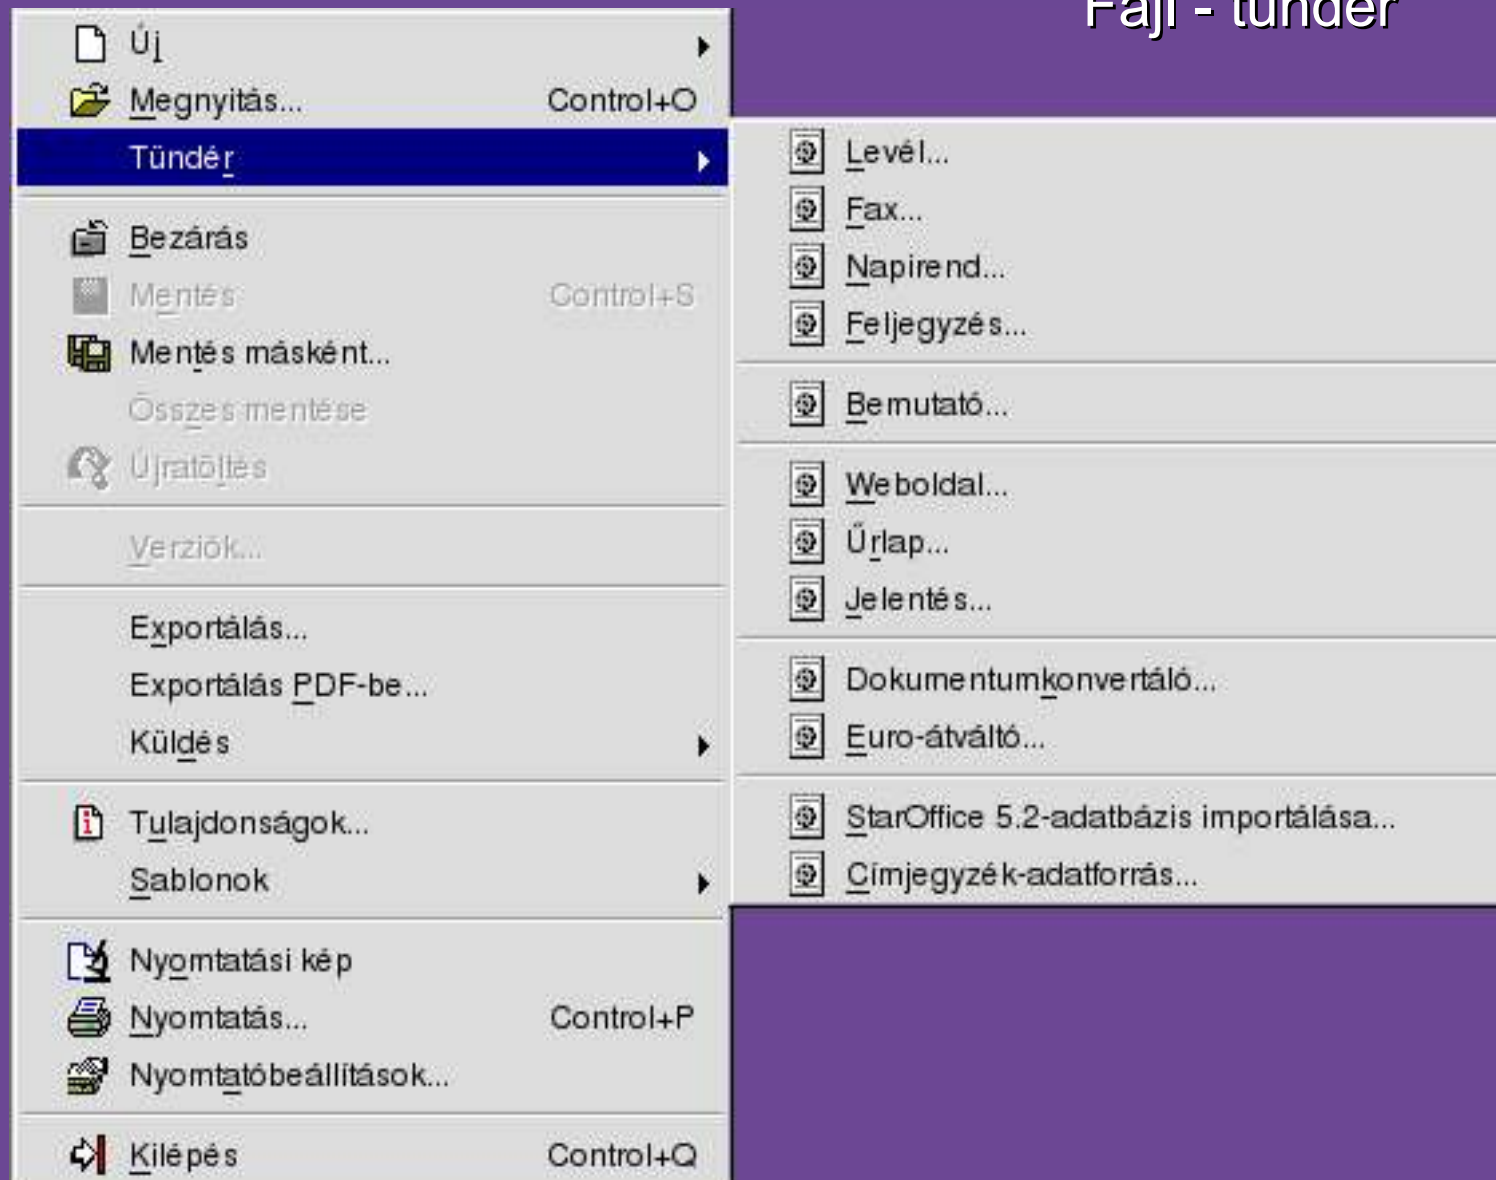 Fájl - tündér
Új
Megnyitás... Control+O
Tündér
Bezárás
Mentés Control+S
Mentés másként...
Összes mentése
Újratöltés
Verziók...
Exportálás...
Exportálás PDF-be...
Küldés
Tulajdonságok...
Sablonok
Nyomtatási kép
Nyomtatás... Control+P
Nyomtatóbeállítások...
Kilépés Control+Q
Levél...
Fax...
Napirend...
Feljegyzés...
Bemutató...
Weboldal...
Űrlap...
Jelentés...
Dokumentumkonvertáló...
Euro-átváltó...
StarOffice 5.2-adatbázis importálása...
Címjegyzék-adatforrás...